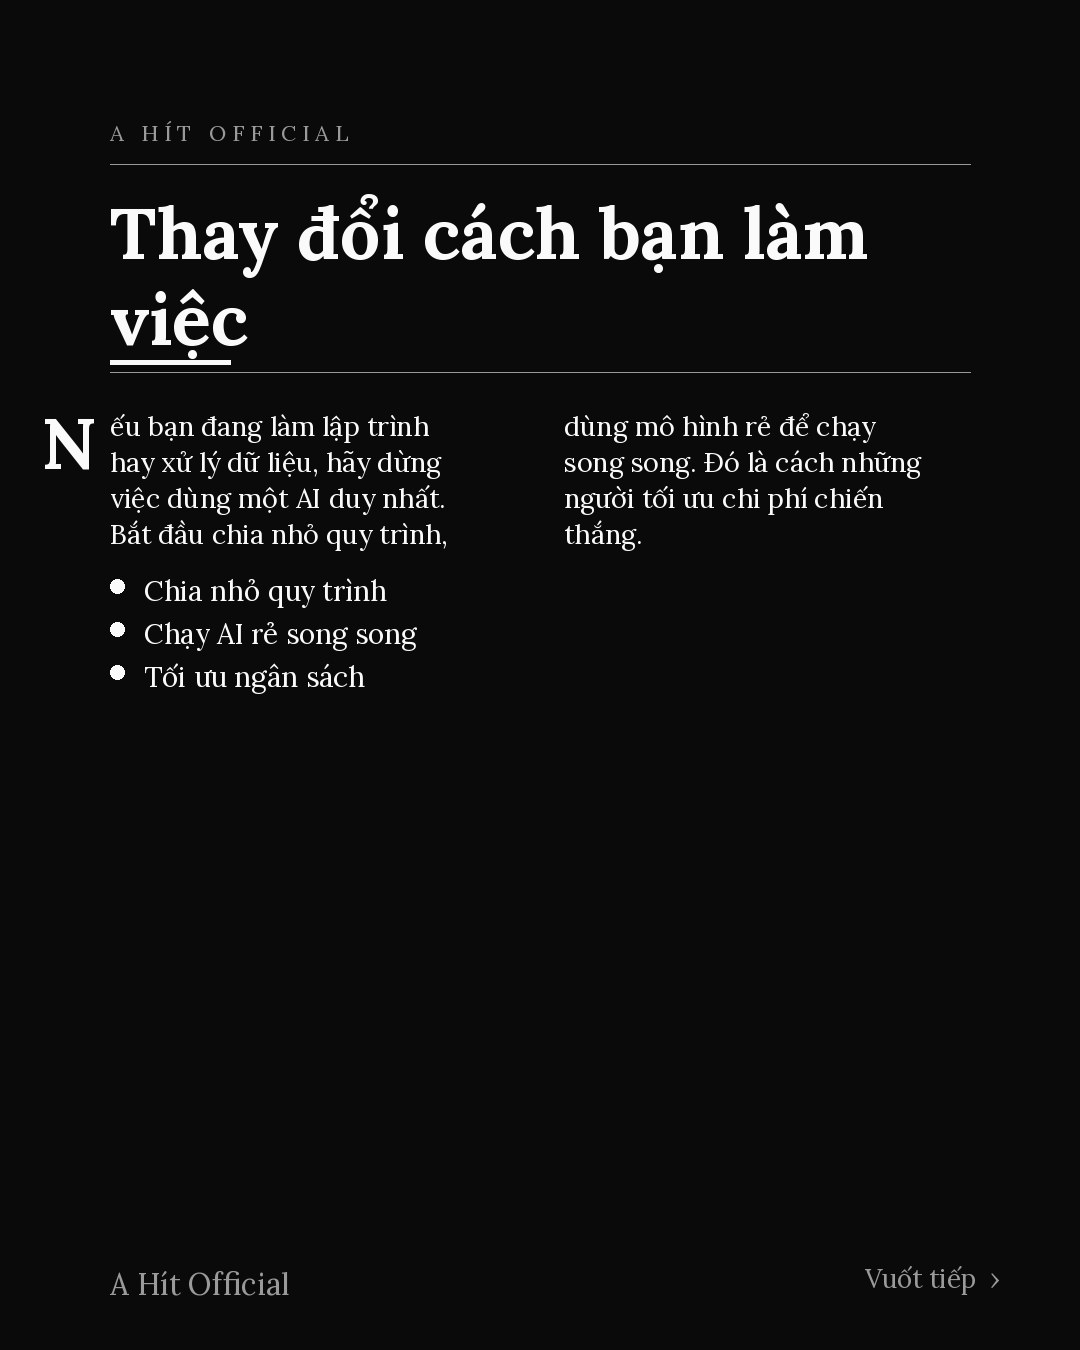 A HÍT OFFICIAL
Thay đổi cách bạn làm
việc
Nếu bạn đang làm lập trình
hay xử lý dữ liệu, hãy dừng
việc dùng một AI duy nhất.
Bắt đầu chia nhỏ quy trình,
dùng mô hình rẻ để chạy
song song. Đó là cách những
người tối ưu chi phí chiến
thắng.
Chia nhỏ quy trình
Chạy AI rẻ song song
Tối ưu ngân sách
A Hít Official
Vuốt tiếp ›